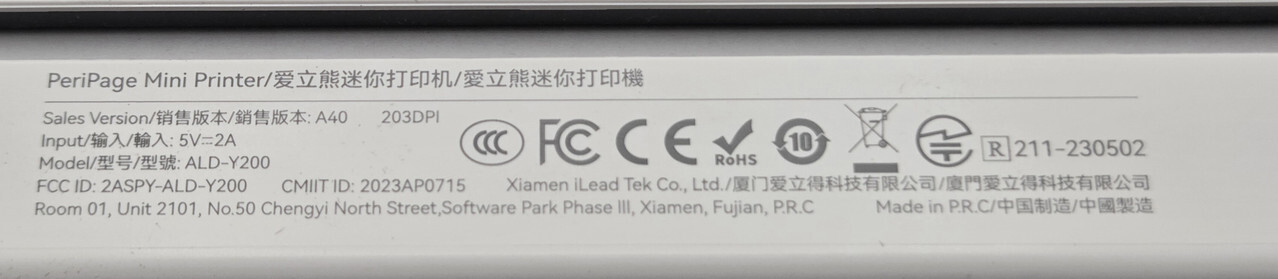 PeriPage Mini Printer/爱立熊迷你打印机/愛立熊迷你打印機
Sales Version/销售版本/銷售版本: A40 203DPI
Input/输入/輸入: 5V⎓2A
Model/型号/型號: ALD-Y200
CCC FC CE RoHS 10 R 211-230502
FCC ID: 2ASPY-ALD-Y200 CMIIT ID: 2023AP0715 Xiamen iLead Tek Co., Ltd./厦门爱立得科技有限公司/廈門愛立得科技有限公司
Room 01, Unit 2101, No.50 Chengyi North Street,Software Park Phase III, Xiamen, Fujian, P.R.C Made in P.R.C/中国制造/中國製造